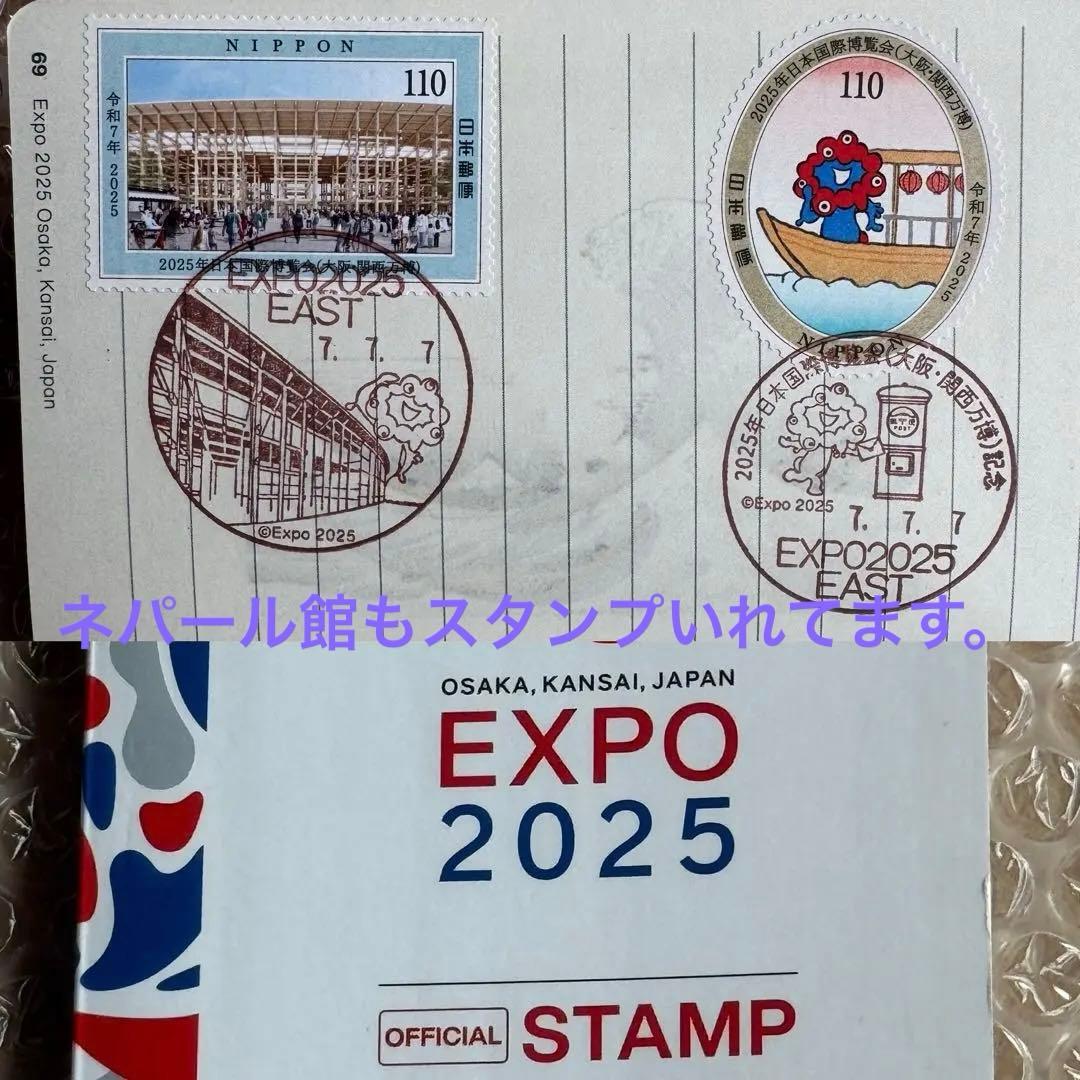 69 Expo 2025 Osaka, Kansai, Japan
NIPPON
110
令和7年 2025
日本郵便
2025年日本国際博覧会(大阪・関西万博)
EXPO2025
EAST
7. 7. 7
©Expo 2025
2025年日本国際博覧会(大阪・関西万博)
110
日本郵便
令和7年 2025
NIPPON
2025年日本国際博覧会(大阪・関西万博)記念
郵便
POST
©Expo 2025
7. 7. 7
EXPO2025
EAST
ネパール館もスタンプいれてます。
OSAKA, KANSAI, JAPAN
EXPO
2025
OFFICIAL STAMP